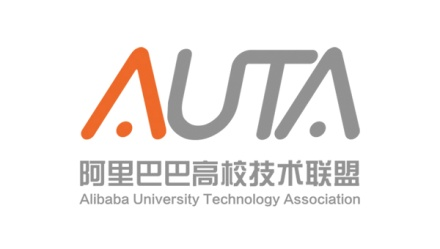 AUTA
阿里巴巴高校技术联盟
Alibaba University Technology Association